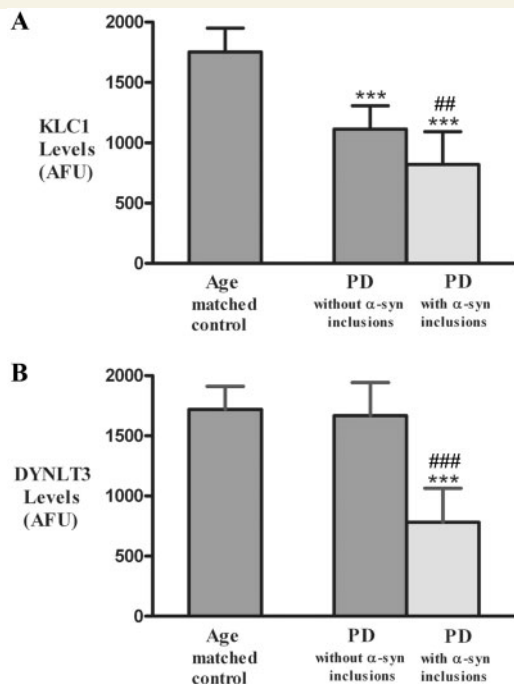 A
2000
1500
1000
500
0
KLC1
Levels
(AFU)
***
##
***
Age
matched
control
PD
without α-syn
inclusions
PD
with α-syn
inclusions
B
2000
1500
1000
500
0
DYNLT3
Levels
(AFU)
###
***
Age
matched
control
PD
without α-syn
inclusions
PD
with α-syn
inclusions